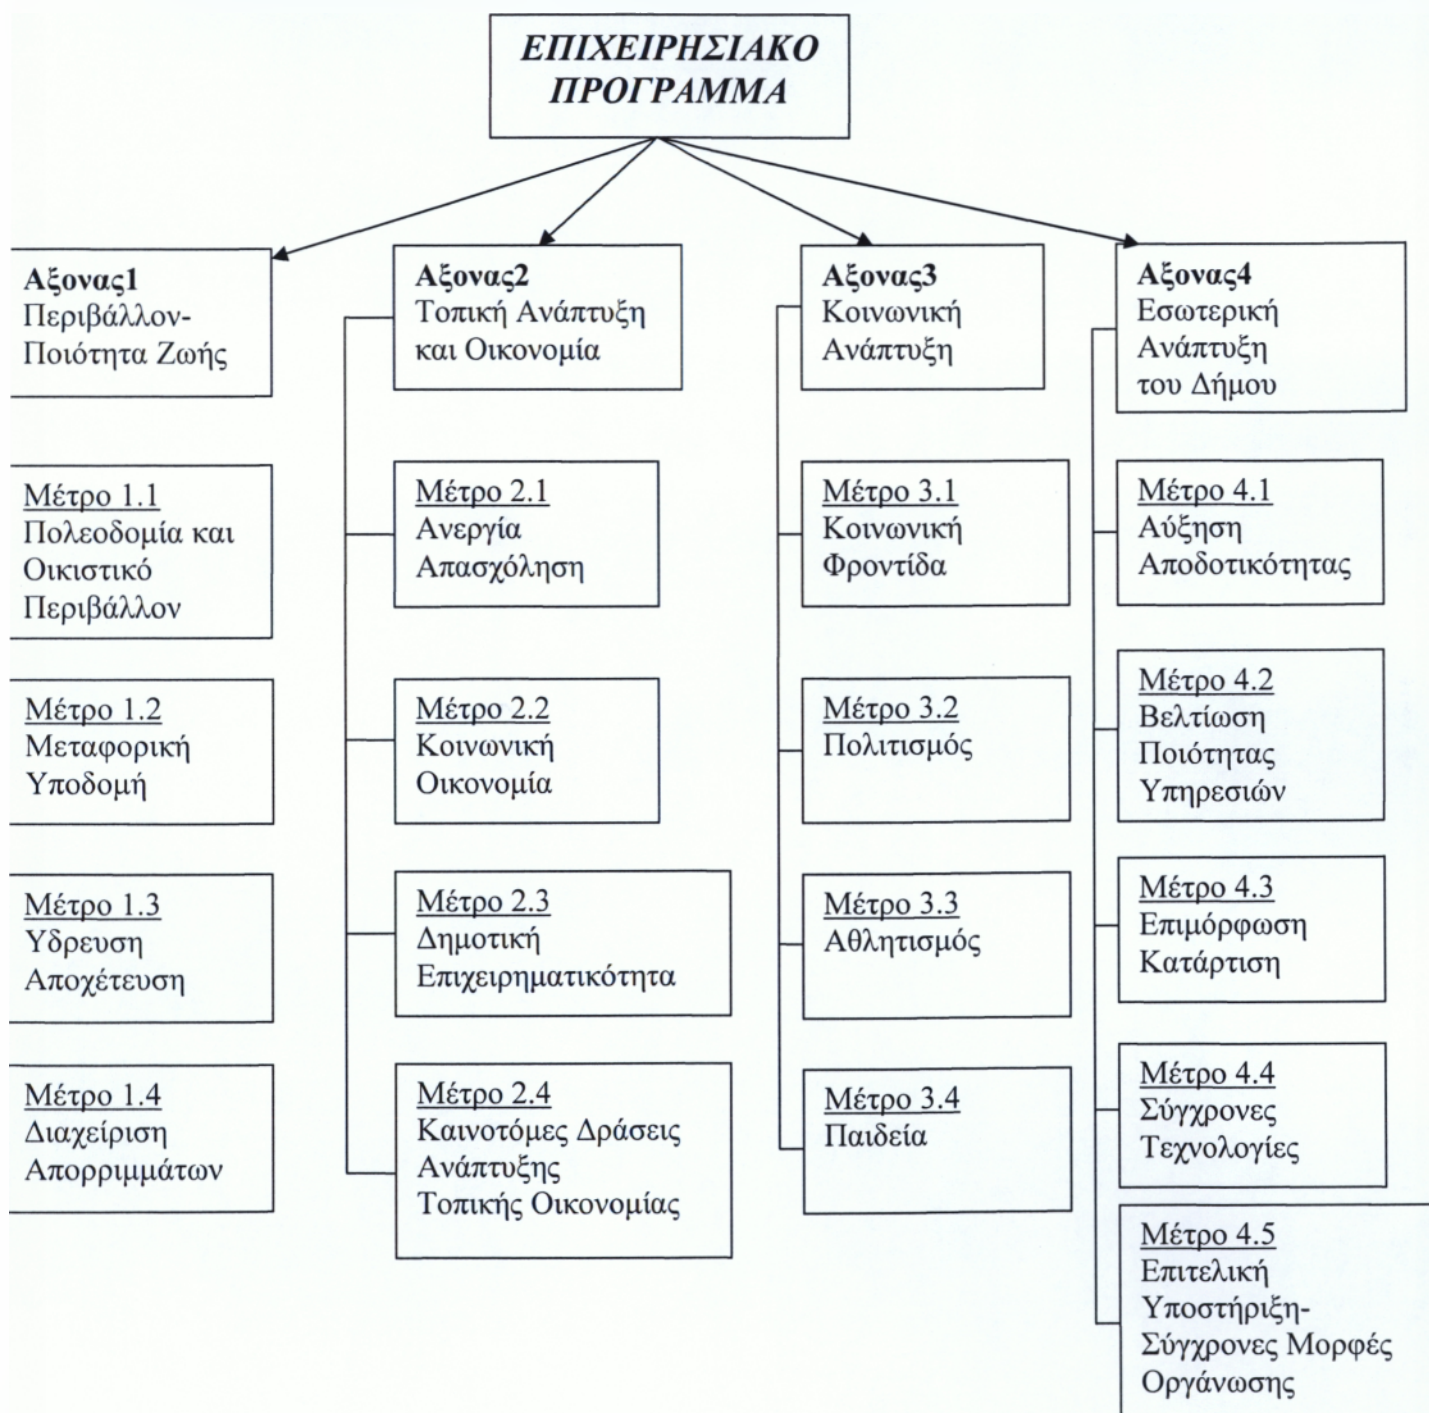 ΕΠΙΧΕΙΡΗΣΙΑΚΟ
ΠΡΟΓΡΑΜΜΑ
Αξονας1
Περιβάλλον-
Ποιότητα Ζωής
Μέτρο 1.1
Πολεοδομία και
Οικιστικό
Περιβάλλον
Μέτρο 1.2
Μεταφορική
Υποδομή
Μέτρο 1.3
Υδρευση
Αποχέτευση
Μέτρο 1.4
Διαχείριση
Απορριμμάτων
Αξονας2
Τοπική Ανάπτυξη
και Οικονομία
Μέτρο 2.1
Ανεργία
Απασχόληση
Μέτρο 2.2
Κοινωνική
Οικονομία
Μέτρο 2.3
Δημοτική
Επιχειρηματικότητα
Μέτρο 2.4
Καινοτόμες Δράσεις
Ανάπτυξης
Τοπικής Οικονομίας
Αξονας3
Κοινωνική
Ανάπτυξη
Μέτρο 3.1
Κοινωνική
Φροντίδα
Μέτρο 3.2
Πολιτισμός
Μέτρο 3.3
Αθλητισμός
Μέτρο 3.4
Παιδεία
Αξονας4
Εσωτερική
Ανάπτυξη
του Δήμου
Μέτρο 4.1
Αύξηση
Αποδοτικότητας
Μέτρο 4.2
Βελτίωση
Ποιότητας
Υπηρεσιών
Μέτρο 4.3
Επιμόρφωση
Κατάρτιση
Μέτρο 4.4
Σύγχρονες
Τεχνολογίες
Μέτρο 4.5
Επιτελική
Υποστήριξη-
Σύγχρονες Μορφές
Οργάνωσης